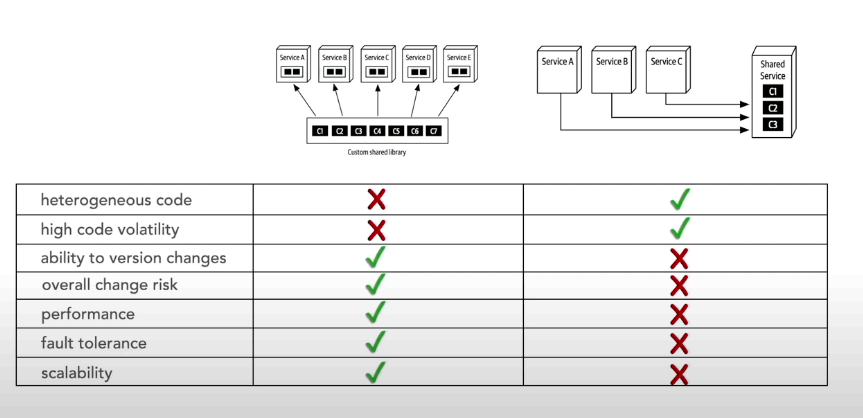 Service A Service B Service C Service D Service E
C1 C2 C3 C4 C5 C6 C7
Custom shared library
Service A Service B Service C
Shared
Service
C1
C2
C3
heterogeneous code
high code volatility
ability to version changes
overall change risk
performance
fault tolerance
scalability